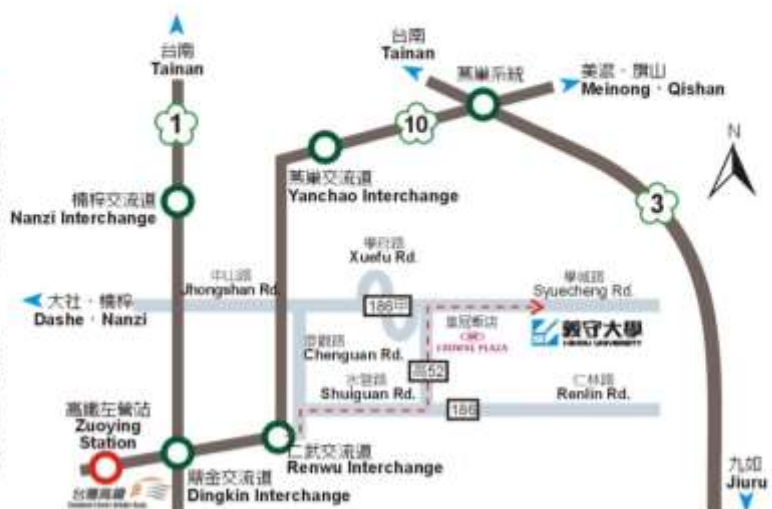 台南
Tainan
台南
Tainan
燕巢系統
美濃、旗山
Meinong、Qishan
1
10
N
燕巢交流道
Yanchao Interchange
楠梓交流道
Nanzi Interchange
3
學府路
Xuefu Rd.
中山路
Jhongshan Rd.
學城路
Syuecheng Rd.
大社、楠梓
Dashe、Nanzi
186甲
皇冠飯店
CROWNE PLAZA
義守大學
澄觀路
Chenguan Rd.
水管路
Shuiguan Rd.
高52
仁林路
Renlin Rd.
186
高鐵左營站
Zuoying
Station
仁武交流道
Renwu Interchange
鼎金交流道
Dingkin Interchange
台灣高鐵
九如
Jiuru